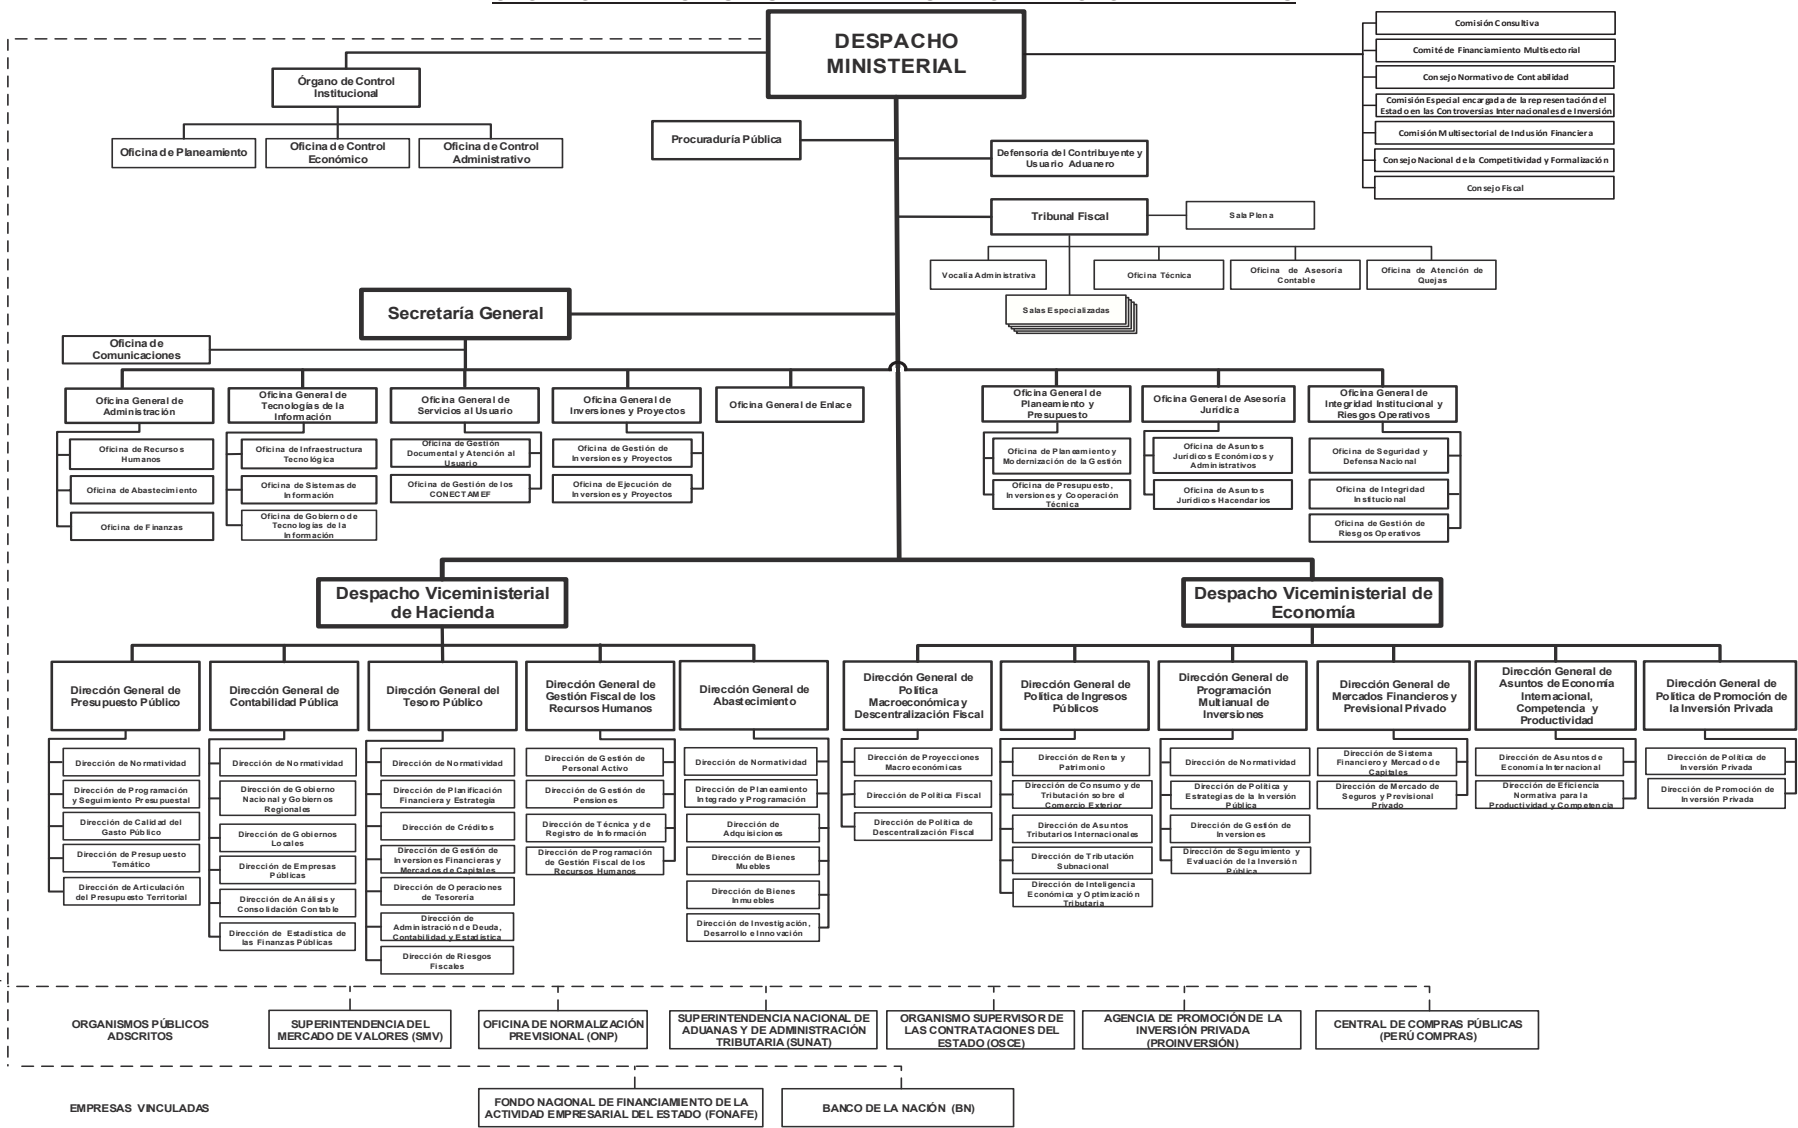 DESPACHO
MINISTERIAL
Comisión Consultiva
Comité de Financiamiento Multisectorial
Consejo Normativo de Contabilidad
Comisión Especial encargada de la representación del
Estado en las Controversias Internacionales de Inversión
Comisión Multisectorial de Inclusión Financiera
Consejo Nacional de la Competitividad y Formalización
Consejo Fiscal
Órgano de Control
Institucional
Oficina de Planeamiento
Oficina de Control
Económico
Oficina de Control
Administrativo
Procuraduría Pública
Defensoría del Contribuyente y
Usuario Aduanero
Tribunal Fiscal
Sala Plena
Vocalía Administrativa
Oficina Técnica
Oficina de Asesoría
Contable
Oficina de Atención de
Quejas
Salas Especializadas
Secretaría General
Oficina de
Comunicaciones
Oficina General de
Administración
Oficina General de
Tecnologías de la
Información
Oficina General de
Servicios al Usuario
Oficina General de
Inversiones y Proyectos
Oficina General de Enlace
Oficina General de
Planeamiento y
Presupuesto
Oficina General de Asesoría
Jurídica
Oficina General de
Integridad Institucional y
Riesgos Operativos
Oficina de Recursos
Humanos
Oficina de Abastecimiento
Oficina de Finanzas
Oficina de Infraestructura
Tecnológica
Oficina de Sistemas de
Información
Oficina de Gobierno de
Tecnologías de la
Información
Oficina de Gestión
Documental y Atención al
Usuario
Oficina de Gestión de los
CONECTAMEF
Oficina de Gestión de
Inversiones y Proyectos
Oficina de Ejecución de
Inversiones y Proyectos
Oficina de Planeamiento y
Modernización de la Gestión
Oficina de Presupuesto,
Inversiones y Cooperación
Técnica
Oficina de Asuntos
Jurídicos Económicos y
Administrativos
Oficina de Asuntos
Jurídicos Hacendarios
Oficina de Seguridad y
Defensa Nacional
Oficina de Integridad
Institucional
Oficina de Gestión de
Riesgos Operativos
Despacho Viceministerial
de Hacienda
Despacho Viceministerial de
Economía
Dirección General de
Presupuesto Público
Dirección General de
Contabilidad Pública
Dirección General del
Tesoro Público
Dirección General de
Gestión Fiscal de los
Recursos Humanos
Dirección General de
Abastecimiento
Dirección General de
Política
Macroeconómica y
Descentralización Fiscal
Dirección General de
Política de Ingresos
Públicos
Dirección General de
Programación
Multianual de
Inversiones
Dirección General de
Mercados Financieros y
Previsional Privado
Dirección General de
Asuntos de Economía
Internacional,
Competencia y
Productividad
Dirección General de
Política de Promoción de
la Inversión Privada
Dirección de Normatividad
Dirección de Programación
y Seguimiento Presupuestal
Dirección de Calidad del
Gasto Público
Dirección de Presupuesto
Temático
Dirección de Articulación
del Presupuesto Territorial
Dirección de Normatividad
Dirección de Gobierno
Nacional y Gobiernos
Regionales
Dirección de Gobiernos
Locales
Dirección de Empresas
Públicas
Dirección de Análisis y
Consolidación Contable
Dirección de Estadística de
las Finanzas Públicas
Dirección de Normatividad
Dirección de Planificación
Financiera y Estrategia
Dirección de Créditos
Dirección de Gestión de
Inversiones Financieras y
Mercados de Capitales
Dirección de Operaciones
de Tesorería
Dirección de
Administración de Deuda,
Contabilidad y Estadística
Dirección de Riesgos
Fiscales
Dirección de Gestión de
Personal Activo
Dirección de Gestión de
Pensiones
Dirección de Técnica y de
Registro de Información
Dirección de Programación
de Gestión Fiscal de los
Recursos Humanos
Dirección de Normatividad
Dirección de Planeamiento
Integrado y Programación
Dirección de
Adquisiciones
Dirección de Bienes
Muebles
Dirección de Bienes
Inmuebles
Dirección de Investigación,
Desarrollo e Innovación
Dirección de Proyecciones
Macroeconómicas
Dirección de Política Fiscal
Dirección de Política de
Descentralización Fiscal
Dirección de Renta y
Patrimonio
Dirección de Consumo y de
Tributación sobre el
Comercio Exterior
Dirección de Asuntos
Tributarios Internacionales
Dirección de Tributación
Subnacional
Dirección de Inteligencia
Económica y Optimización
Tributaria
Dirección de Normatividad
Dirección de Política y
Estrategias de la Inversión
Pública
Dirección de Gestión de
Inversiones
Dirección de Seguimiento y
Evaluación de la Inversión
Pública
Dirección de Sistema
Financiero y Mercado de
Capitales
Dirección de Mercado de
Seguros y Previsional
Privado
Dirección de Asuntos de
Economía Internacional
Dirección de Eficiencia
Normativa para la
Productividad y Competencia
Dirección de Política de
Inversión Privada
Dirección de Promoción de
Inversión Privada
ORGANISMOS PÚBLICOS
ADSCRITOS
SUPERINTENDENCIA DEL
MERCADO DE VALORES (SMV)
OFICINA DE NORMALIZACIÓN
PREVISIONAL (ONP)
SUPERINTENDENCIA NACIONAL DE
ADUANAS Y DE ADMINISTRACIÓN
TRIBUTARIA (SUNAT)
ORGANISMO SUPERVISOR DE
LAS CONTRATACIONES DEL
ESTADO (OSCE)
AGENCIA DE PROMOCIÓN DE LA
INVERSIÓN PRIVADA
(PROINVERSIÓN)
CENTRAL DE COMPRAS PÚBLICAS
(PERÚ COMPRAS)
EMPRESAS VINCULADAS
FONDO NACIONAL DE FINANCIAMIENTO DE LA
ACTIVIDAD EMPRESARIAL DEL ESTADO (FONAFE)
BANCO DE LA NACIÓN (BN)